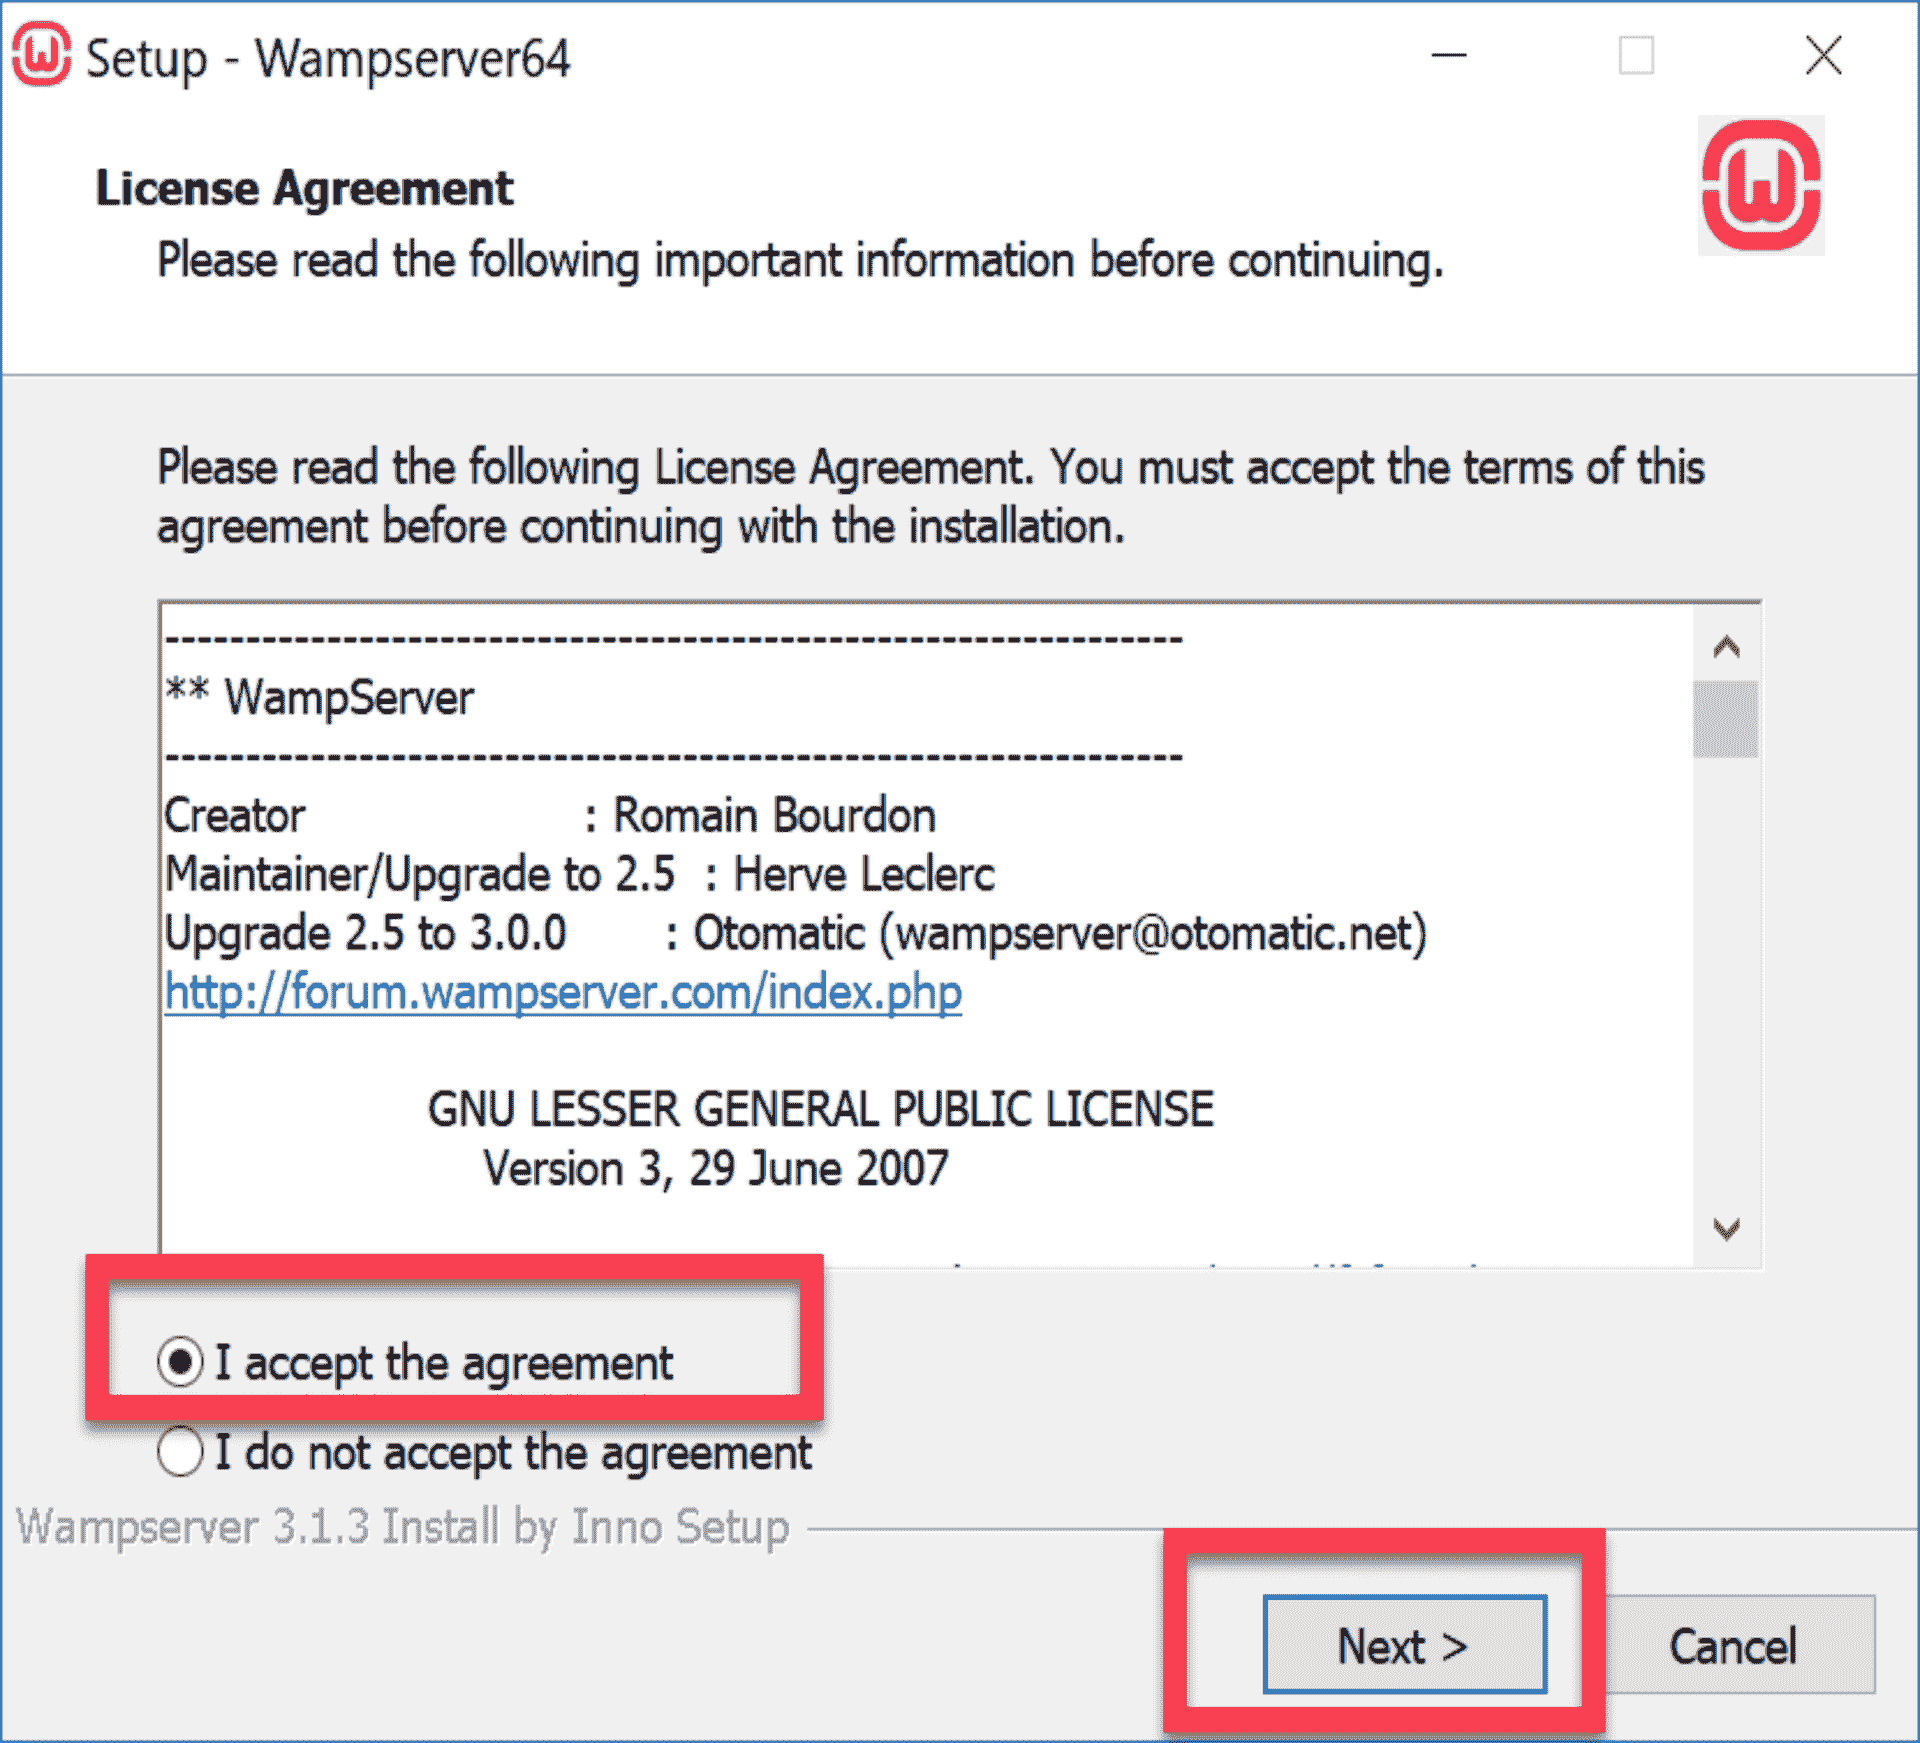 Setup - Wampserver64
License Agreement
Please read the following important information before continuing.
Please read the following License Agreement. You must accept the terms of this
agreement before continuing with the installation.
---------------------------------------------------------------
** WampServer
---------------------------------------------------------------
Creator : Romain Bourdon
Maintainer/Upgrade to 2.5 : Herve Leclerc
Upgrade 2.5 to 3.0.0 : Otomatic (wampserver@otomatic.net)
http://forum.wampserver.com/index.php
GNU LESSER GENERAL PUBLIC LICENSE
Version 3, 29 June 2007
I accept the agreement
I do not accept the agreement
Wampserver 3.1.3 Install by Inno Setup
Next >
Cancel